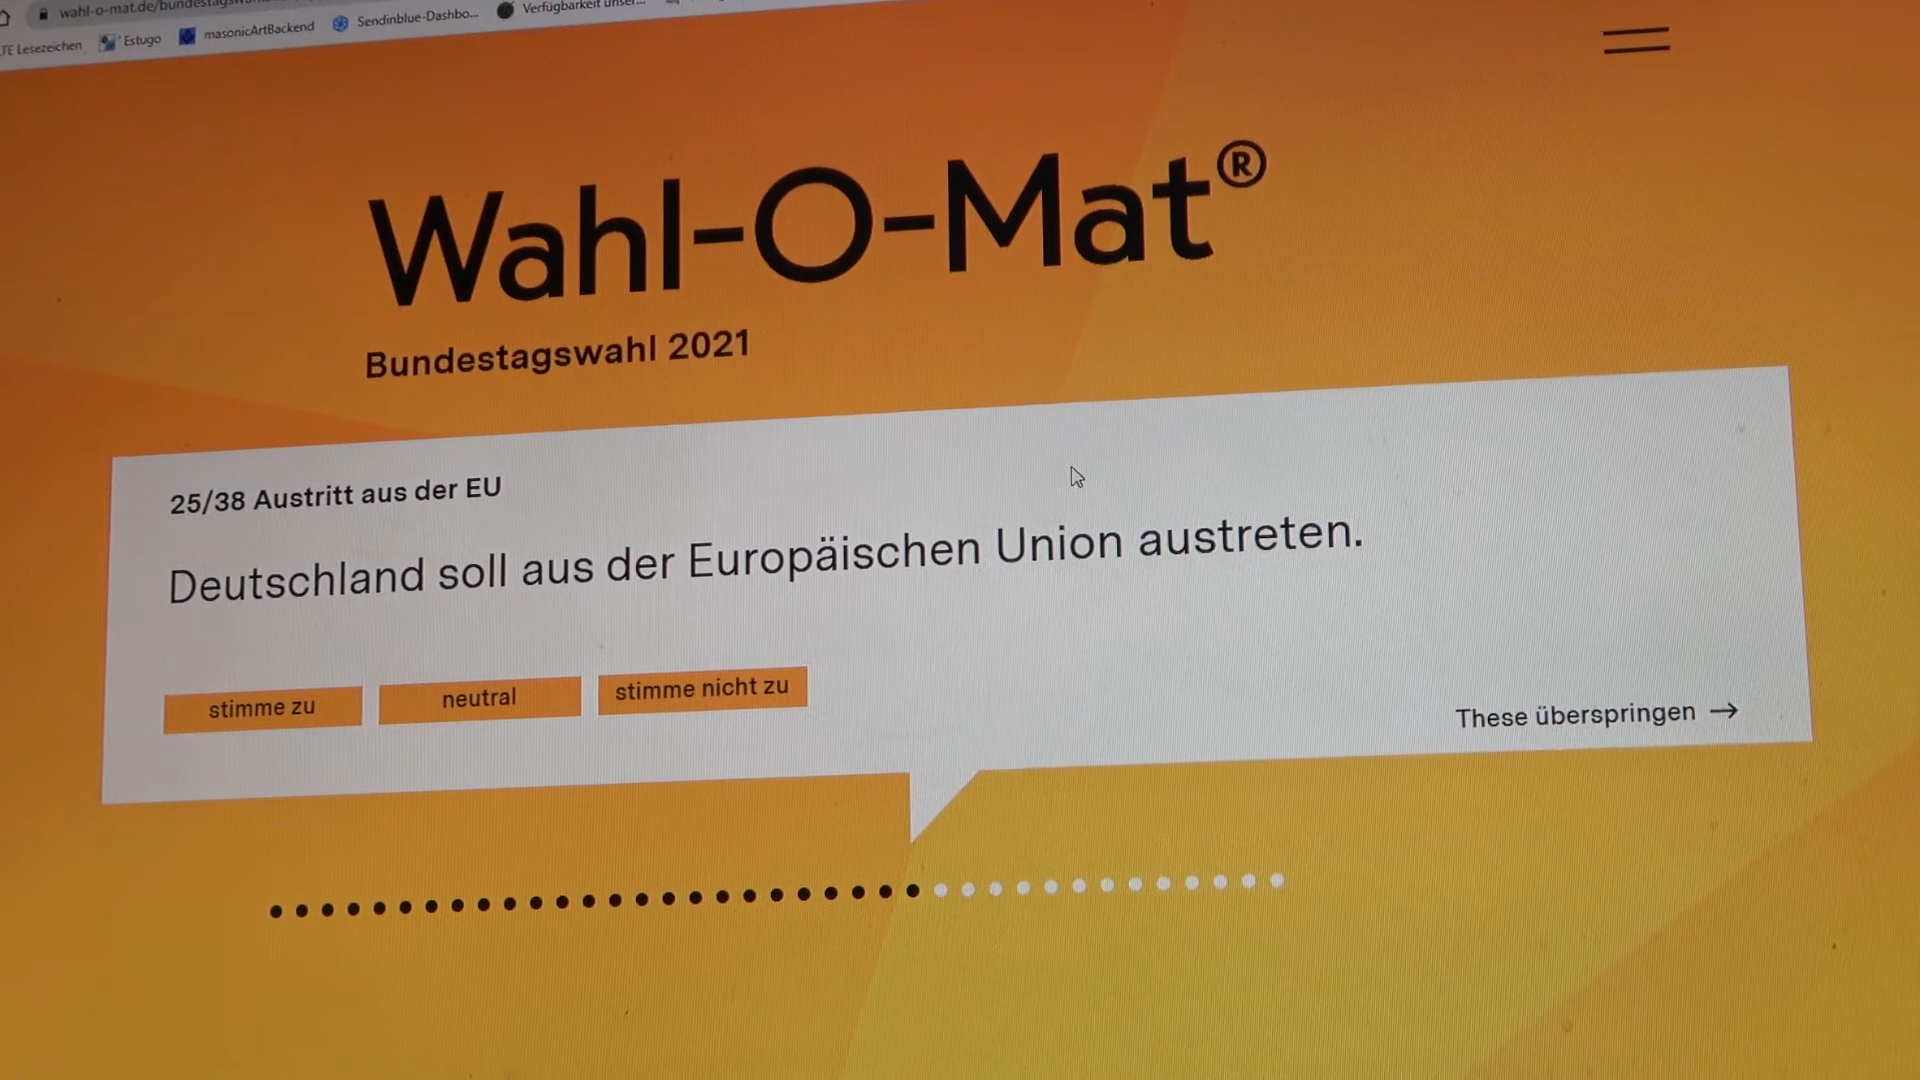 wahl-o-mat.de/bundestagswahl
TE Lesezeichen Estugo masonicArtBackend Sendinblue-Dashbo... Verfügbarkeit unser...
Wahl-O-Mat®
Bundestagswahl 2021
25/38 Austritt aus der EU
Deutschland soll aus der Europäischen Union austreten.
stimme zu neutral stimme nicht zu
These überspringen →